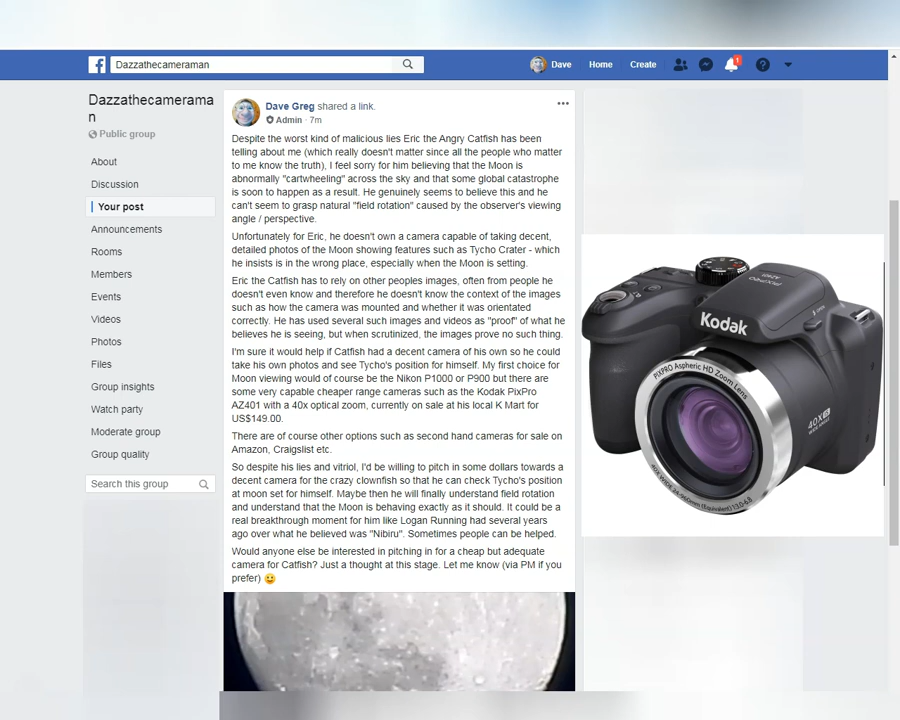 Dazzathecameraman
Dave
Home
Create
1
Dazzathecamerama
n
Public group
About
Discussion
Your post
Announcements
Rooms
Members
Events
Videos
Photos
Files
Group insights
Watch party
Moderate group
Group quality
Search this group
Dave Greg shared a link.
Admin · 7m
Despite the worst kind of malicious lies Eric the Angry Catfish has been
telling about me (which really doesn't matter since all the people who matter
to me know the truth), I feel sorry for him believing that the Moon is
abnormally "cartwheeling" across the sky and that some global catastrophe
is soon to happen as a result. He genuinely seems to believe this and he
can't seem to grasp natural "field rotation" caused by the observer's viewing
angle / perspective.
Unfortunately for Eric, he doesn't own a camera capable of taking decent,
detailed photos of the Moon showing features such as Tycho Crater - which
he insists is in the wrong place, especially when the Moon is setting.
Eric the Catfish has to rely on other peoples images, often from people he
doesn't even know and therefore he doesn't know the context of the images
such as how the camera was mounted and whether it was orientated
correctly. He has used several such images and videos as "proof" of what he
believes he is seeing, but when scrutinized, the images prove no such thing.
I'm sure it would help if Catfish had a decent camera of his own so he could
take his own photos and see Tycho's position for himself. My first choice for
Moon viewing would of course be the Nikon P1000 or P900 but there are
some very capable cheaper range cameras such as the Kodak PixPro
AZ401 with a 40x optical zoom, currently on sale at his local K Mart for
US$149.00.
There are of course other options such as second hand cameras for sale on
Amazon, Craigslist etc.
So despite his lies and vitriol, I'd be willing to pitch in some dollars towards a
decent camera for the crazy clownfish so that he can check Tycho's position
at moon set for himself. Maybe then he will finally understand field rotation
and understand that the Moon is behaving exactly as it should. It could be a
real breakthrough moment for him like Logan Running had several years
ago over what he believed was "Nibiru". Sometimes people can be helped.
Would anyone else be interested in pitching in for a cheap but adequate
camera for Catfish? Just a thought at this stage. Let me know (via PM if you
prefer)
PIXPRO
AZ401
Kodak
PIXPRO Aspheric HD Zoom Lens
40X